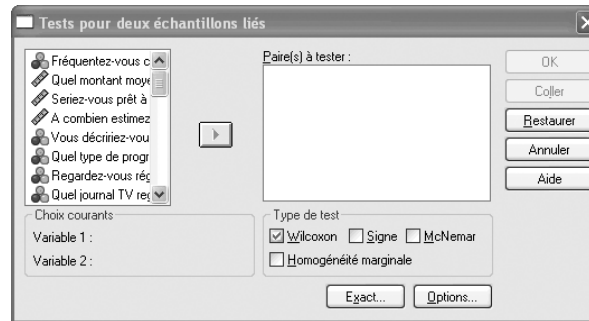 Tests pour deux échantillons liés
Fréquentez-vous c
Quel montant moye
Seriez-vous prêt à
A combien estimez
Vous décririez-vou
Quel type de progr
Regardez-vous rég
Quel journal TV reg
Paire(s) à tester :
OK
Coller
Restaurer
Annuler
Aide
Choix courants
Variable 1 :
Variable 2 :
Type de test
Wilcoxon Signe McNemar
Homogénéité marginale
Exact... Options...